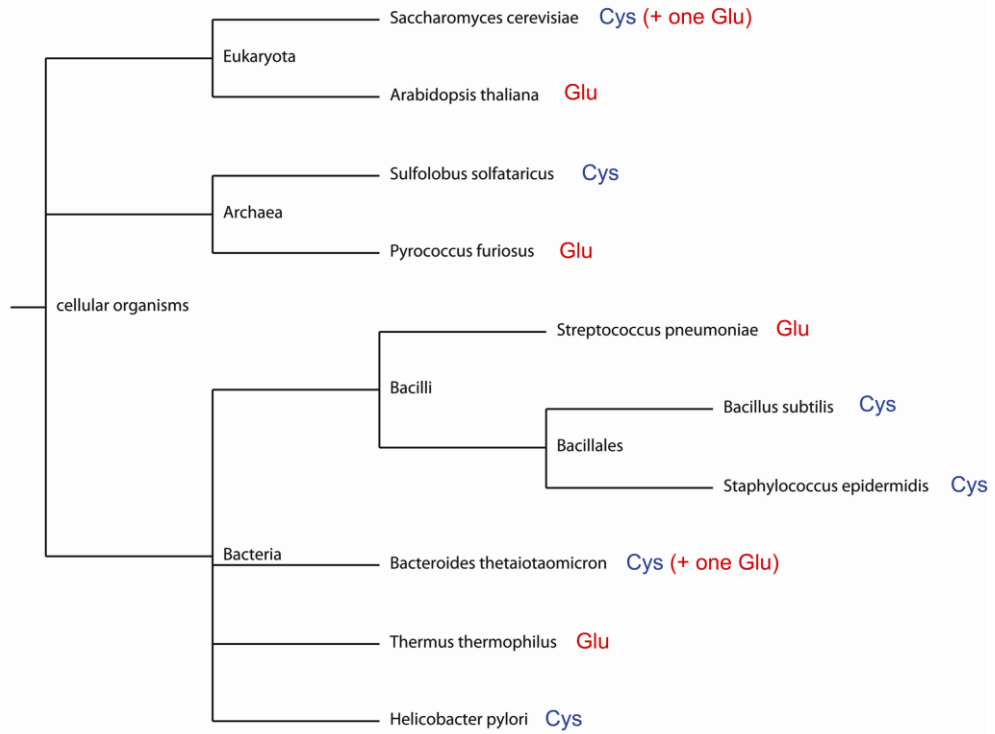 Saccharomyces cerevisiae Cys (+ one Glu)
Eukaryota
Arabidopsis thaliana Glu
Sulfolobus solfataricus Cys
Archaea
Pyrococcus furiosus Glu
cellular organisms
Streptococcus pneumoniae Glu
Bacilli
Bacillus subtilis Cys
Bacillales
Staphylococcus epidermidis Cys
Bacteria
Bacteroides thetaiotaomicron Cys (+ one Glu)
Thermus thermophilus Glu
Helicobacter pylori Cys